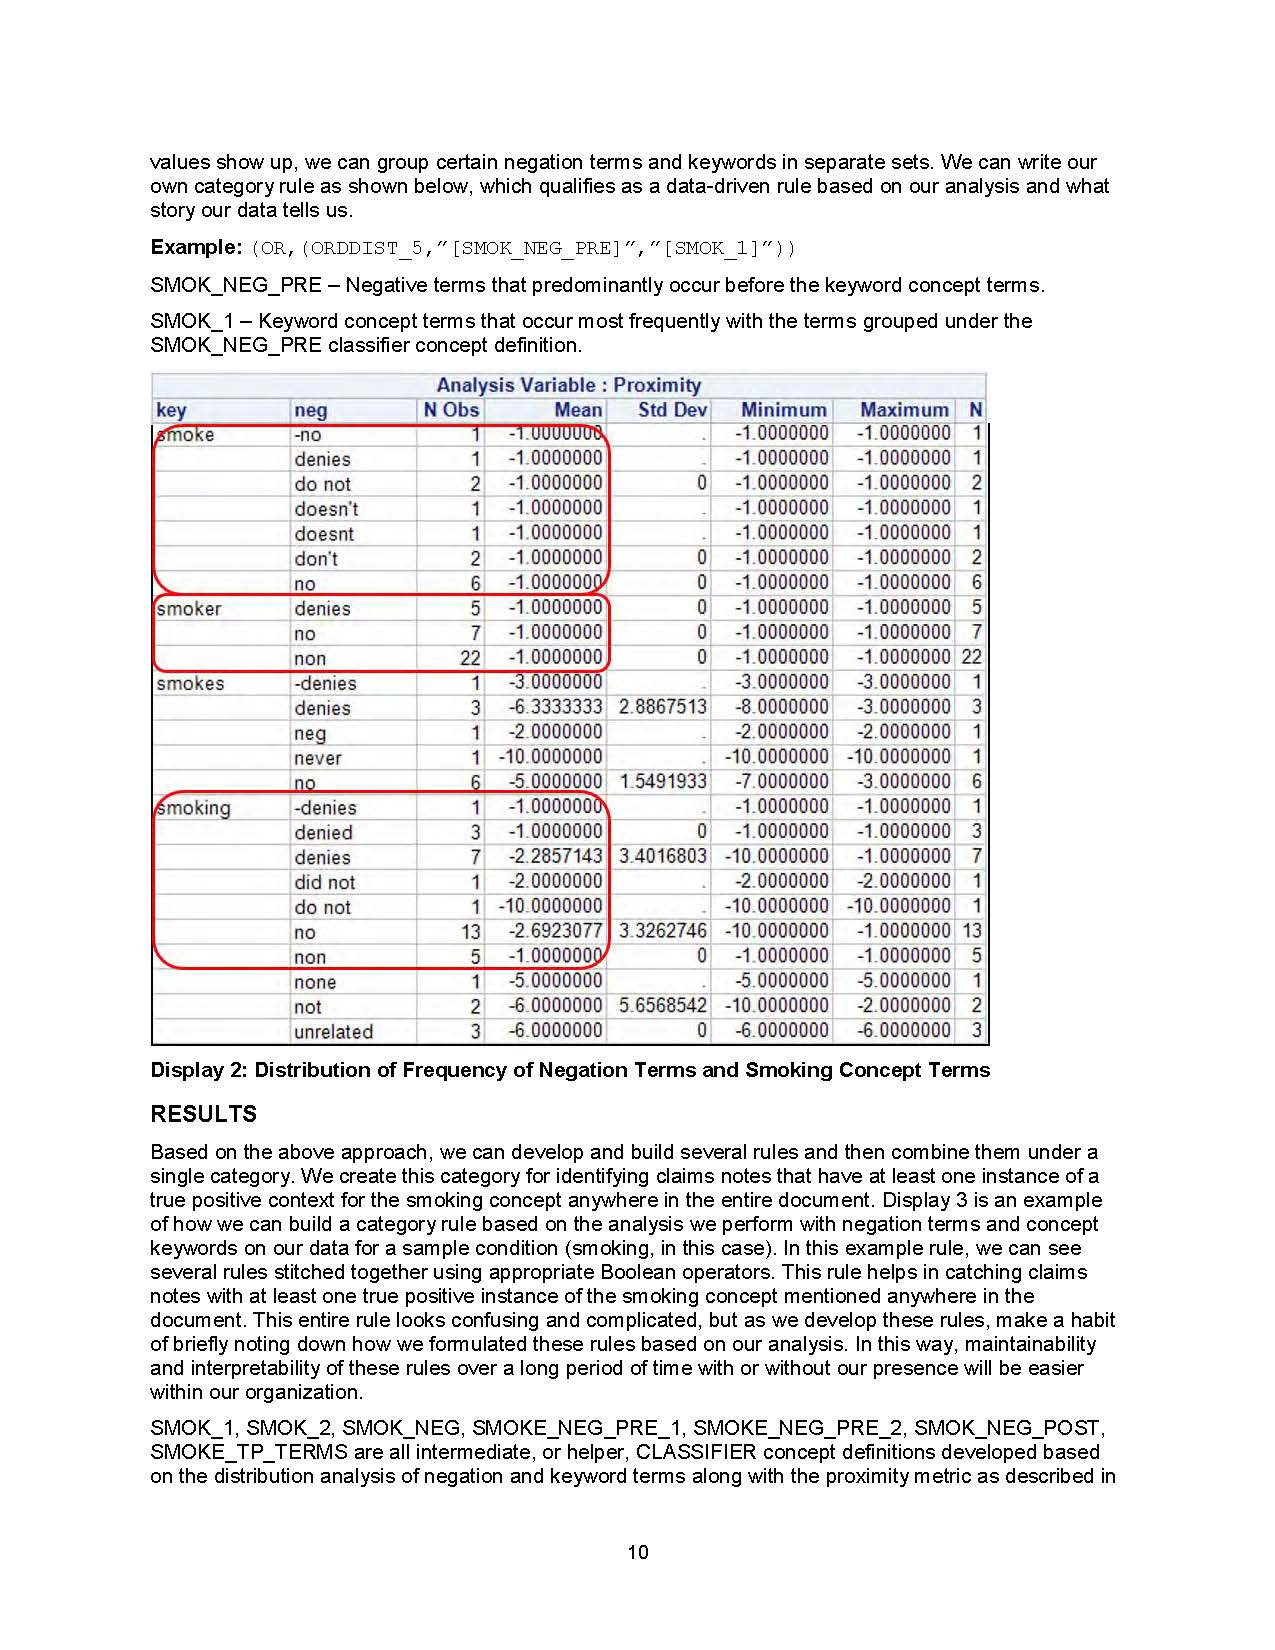 values show up, we can group certain negation terms and keywords in separate sets. We can write our
own category rule as shown below, which qualifies as a data-driven rule based on our analysis and what
story our data tells us.
Example: (OR,(ORDDIST_5,”[SMOK_NEG_PRE]”,”[SMOK_1]”))
SMOK_NEG_PRE – Negative terms that predominantly occur before the keyword concept terms.
SMOK_1 – Keyword concept terms that occur most frequently with the terms grouped under the
SMOK_NEG_PRE classifier concept definition.
Analysis Variable : Proximity
key neg N Obs Mean Std Dev Minimum Maximum N
smoke -no 1 -1.0000000 . -1.0000000 -1.0000000 1
denies 1 -1.0000000 . -1.0000000 -1.0000000 1
do not 2 -1.0000000 0 -1.0000000 -1.0000000 2
doesn't 1 -1.0000000 . -1.0000000 -1.0000000 1
doesnt 1 -1.0000000 . -1.0000000 -1.0000000 1
don't 2 -1.0000000 0 -1.0000000 -1.0000000 2
no 6 -1.0000000 0 -1.0000000 -1.0000000 6
smoker denies 5 -1.0000000 0 -1.0000000 -1.0000000 5
no 7 -1.0000000 0 -1.0000000 -1.0000000 7
non 22 -1.0000000 0 -1.0000000 -1.0000000 22
smokes -denies 1 -3.0000000 . -3.0000000 -3.0000000 1
denies 3 -6.3333333 2.8867513 -8.0000000 -3.0000000 3
neg 1 -2.0000000 . -2.0000000 -2.0000000 1
never 1 -10.0000000 . -10.0000000 -10.0000000 1
no 6 -5.0000000 1.5491933 -7.0000000 -3.0000000 6
smoking -denies 1 -1.0000000 . -1.0000000 -1.0000000 1
denied 3 -1.0000000 0 -1.0000000 -1.0000000 3
denies 7 -2.2857143 3.4016803 -10.0000000 -1.0000000 7
did not 1 -2.0000000 . -2.0000000 -2.0000000 1
do not 1 -10.0000000 . -10.0000000 -10.0000000 1
no 13 -2.6923077 3.3262746 -10.0000000 -1.0000000 13
non 5 -1.0000000 0 -1.0000000 -1.0000000 5
none 1 -5.0000000 . -5.0000000 -5.0000000 1
not 2 -6.0000000 5.6568542 -10.0000000 -2.0000000 2
unrelated 3 -6.0000000 0 -6.0000000 -6.0000000 3
Display 2: Distribution of Frequency of Negation Terms and Smoking Concept Terms
RESULTS
Based on the above approach, we can develop and build several rules and then combine them under a
single category. We create this category for identifying claims notes that have at least one instance of a
true positive context for the smoking concept anywhere in the entire document. Display 3 is an example
of how we can build a category rule based on the analysis we perform with negation terms and concept
keywords on our data for a sample condition (smoking, in this case). In this example rule, we can see
several rules stitched together using appropriate Boolean operators. This rule helps in catching claims
notes with at least one true positive instance of the smoking concept mentioned anywhere in the
document. This entire rule looks confusing and complicated, but as we develop these rules, make a habit
of briefly noting down how we formulated these rules based on our analysis. In this way, maintainability
and interpretability of these rules over a long period of time with or without our presence will be easier
within our organization.
SMOK_1, SMOK_2, SMOK_NEG, SMOKE_NEG_PRE_1, SMOKE_NEG_PRE_2, SMOK_NEG_POST,
SMOKE_TP_TERMS are all intermediate, or helper, CLASSIFIER concept definitions developed based
on the distribution analysis of negation and keyword terms along with the proximity metric as described in
10